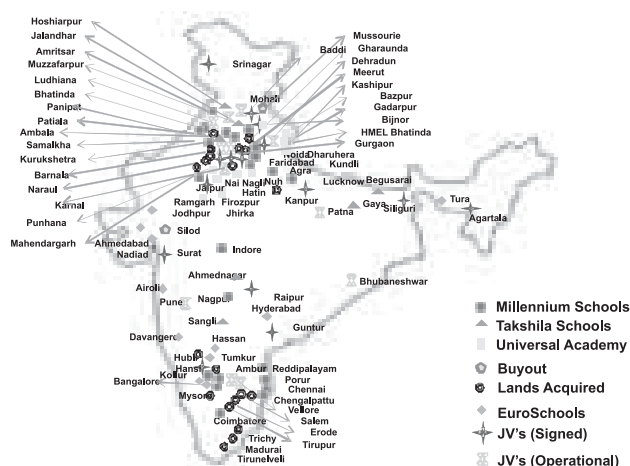 Hoshiarpur
Jalandhar
Amritsar
Muzzafarpur
Ludhiana
Bhatinda
Panipat
Patiala
Ambala
Samalkha
Kurukshetra
Barnala
Naraul
Karnal
Punhana
Mahendargarh
Srinagar
Mohali
Baddi
Mussourie
Gharaunda
Dehradun
Meerut
Kashipur
Bazpur
Gadarpur
Bijnor
HMEL Bhatinda
Gurgaon
Noida Dharuhera
Faridabad Kundli
Agra
Jaipur
Nai Nagli Nuh
Hatin
Ramgarh Firozpur
Jodhpur Jhirka
Kanpur
Lucknow Begusarai
Gaya
Patna
Siliguri
Tura
Agartala
Ahmedabad
Nadiad
Silod
Surat
Indore
Ahmednagar
Airoli
Pune
Nagpur
Raipur
Hyderabad
Bhubaneshwar
Sangli
Guntur
Davangere
Hassan
Hubli
Tumkur
Hansi
Kollur
Ambur
Bangalore
Mysore
Reddipalayam
Porur
Chennai
Chengalpattu
Vellore
Salem
Erode
Tirupur
Coimbatore
Trichy
Madurai
Tirunelveli
Millennium Schools
Takshila Schools
Universal Academy
Buyout
Lands Acquired
EuroSchools
JV's (Signed)
JV's (Operational)